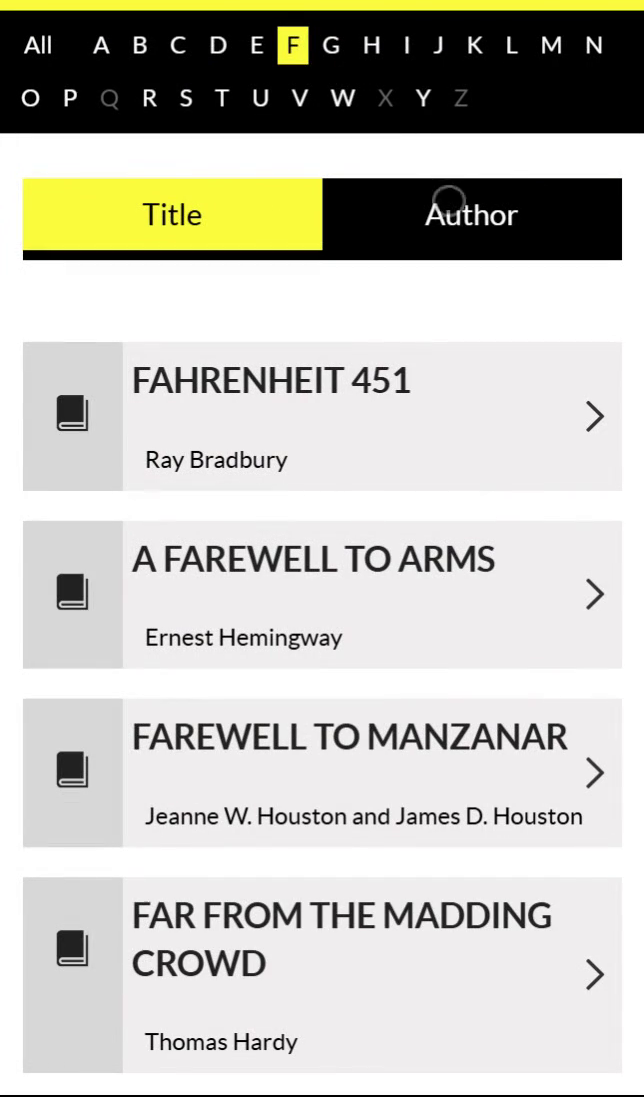 All A B C D E F G H I J K L M N
O P Q R S T U V W X Y Z
Title Author
FAHRENHEIT 451
Ray Bradbury
A FAREWELL TO ARMS
Ernest Hemingway
FAREWELL TO MANZANAR
Jeanne W. Houston and James D. Houston
FAR FROM THE MADDING
CROWD
Thomas Hardy